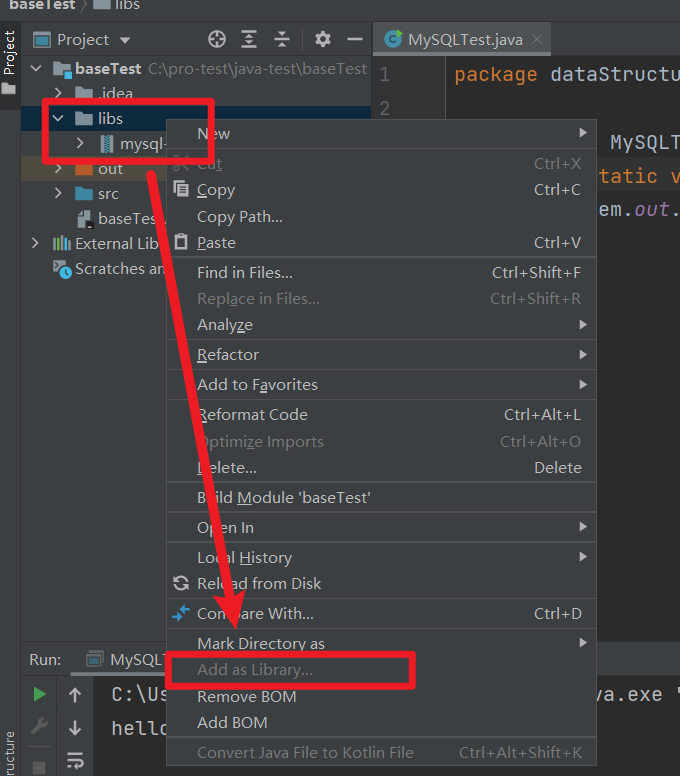 baseTest libs
Project
Project
MySQLTest.java
baseTest C:\pro-test\java-test\baseTest
.idea
libs
mysql-
out
src
baseTes
External Lib
Scratches an
1 package dataStructu
2
MySQLT
tatic v
em.out.
New
Cut Ctrl+X
Copy Ctrl+C
Copy Path...
Paste Ctrl+V
Find in Files... Ctrl+Shift+F
Replace in Files... Ctrl+Shift+R
Analyze
Refactor
Add to Favorites
Reformat Code Ctrl+Alt+L
Optimize Imports Ctrl+Alt+O
Delete... Delete
Build Module 'baseTest'
Open In
Local History
Reload from Disk
Compare With... Ctrl+D
Mark Directory as
Add as Library...
Remove BOM
Add BOM
Convert Java File to Kotlin File Ctrl+Alt+Shift+K
Run: MySQLT
C:\Us
va.exe "
hello
ructure